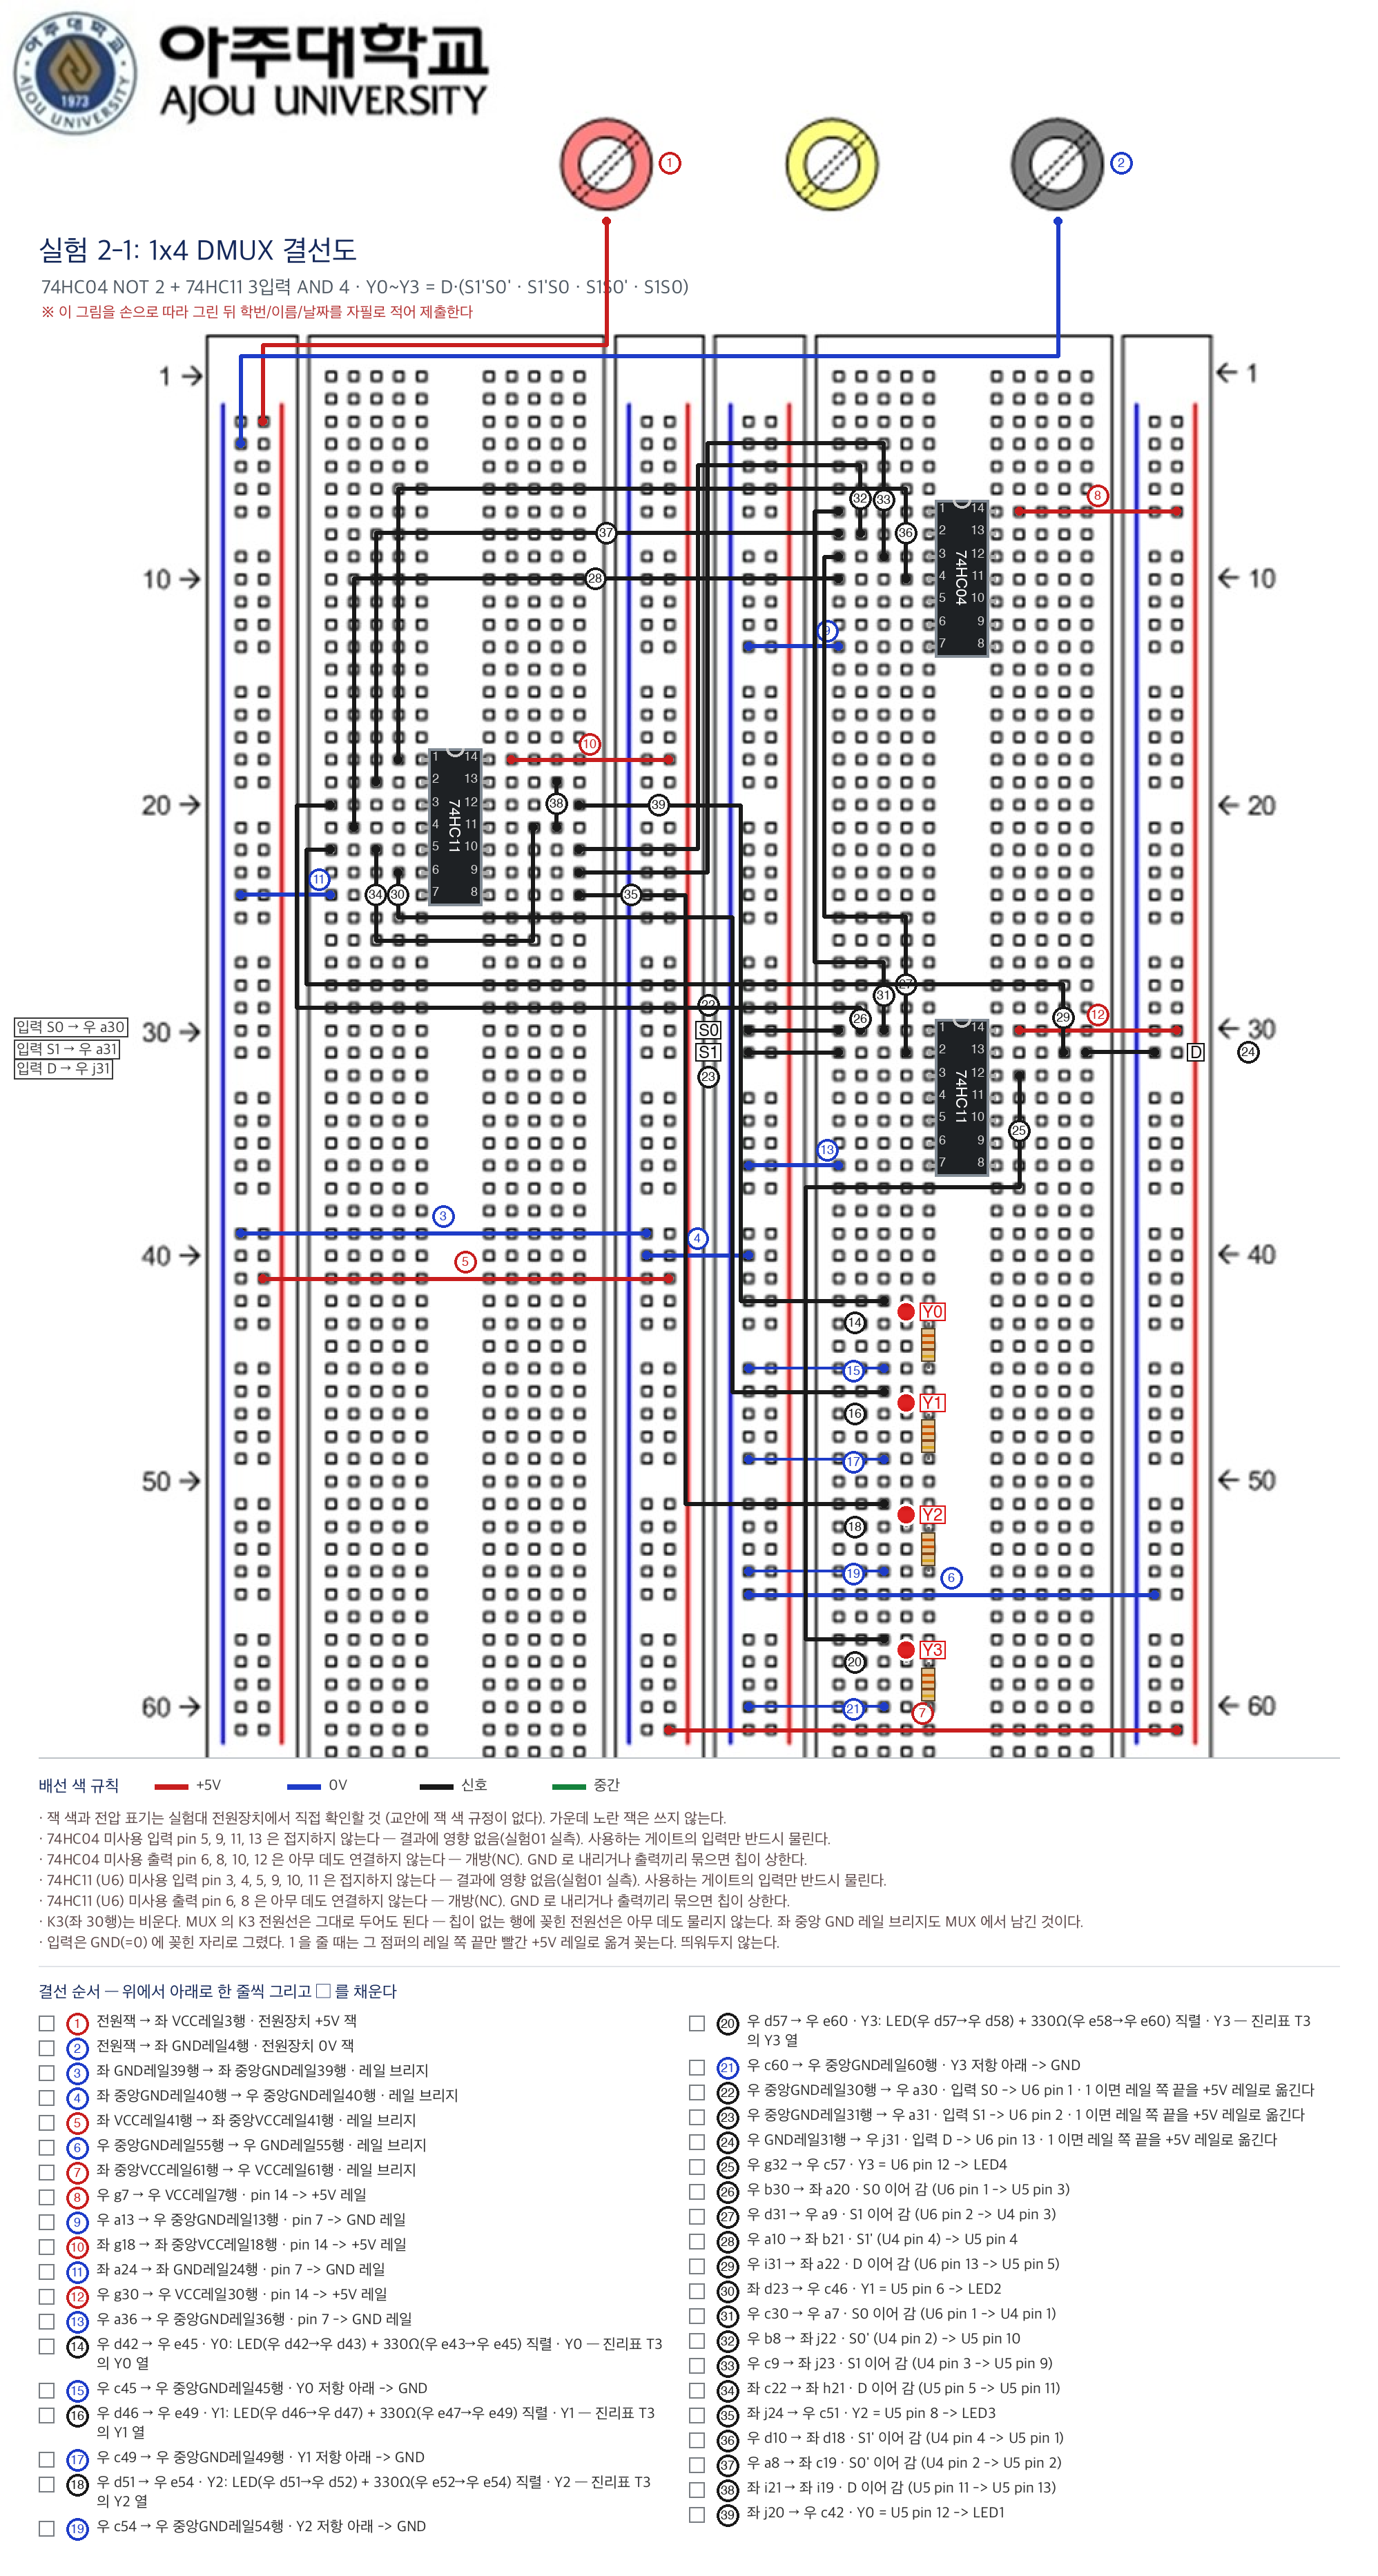 아주대학교
AJOU UNIVERSITY
1973
1
2
실험 2-1: 1x4 DMUX 결선도
74HC04 NOT 2 + 74HC11 3입력 AND 4 · Y0~Y3 = D·(S1'S0' · S1'S0 · S1S0' · S1S0)
※ 이 그림을 손으로 따라 그린 뒤 학번/이름/날짜를 자필로 적어 제출한다
1 → ← 1
10 → ← 10
20 → ← 20
30 → ← 30
40 → ← 40
50 → ← 50
60 → ← 60
74HC04
74HC11
74HC11
입력 S0 → 우 a30
입력 S1 → 우 a31
입력 D → 우 j31
S0
S1
D
Y0
Y1
Y2
Y3
배선 색 규칙 +5V 0V 신호 중간
· 잭 색과 전압 표기는 실험대 전원장치에서 직접 확인할 것 (교안에 잭 색 규정이 없다). 가운데 노란 잭은 쓰지 않는다.
· 74HC04 미사용 입력 pin 5, 9, 11, 13 은 접지하지 않는다 — 결과에 영향 없음(실험01 실측). 사용하는 게이트의 입력만 반드시 물린다.
· 74HC04 미사용 출력 pin 6, 8, 10, 12 은 아무 데도 연결하지 않는다 — 개방(NC). GND 로 내리거나 출력끼리 묶으면 칩이 상한다.
· 74HC11 (U6) 미사용 입력 pin 3, 4, 5, 9, 10, 11 은 접지하지 않는다 — 결과에 영향 없음(실험01 실측). 사용하는 게이트의 입력만 반드시 물린다.
· 74HC11 (U6) 미사용 출력 pin 6, 8 은 아무 데도 연결하지 않는다 — 개방(NC). GND 로 내리거나 출력끼리 묶으면 칩이 상한다.
· K3(좌 30행)는 비운다. MUX 의 K3 전원선은 그대로 두어도 된다 — 칩이 없는 행에 꽂힌 전원선은 아무 데도 물리지 않는다. 좌 중앙 GND 레일 브리지도 MUX 에서 남긴 것이다.
· 입력은 GND(=0) 에 꽂힌 자리로 그렸다. 1 을 줄 때는 그 점퍼의 레일 쪽 끝만 빨간 +5V 레일로 옮겨 꽂는다. 띄워두지 않는다.
결선 순서 — 위에서 아래로 한 줄씩 그리고 □ 를 채운다
1 전원잭 → 좌 VCC레일3행 · 전원장치 +5V 잭
2 전원잭 → 좌 GND레일4행 · 전원장치 0V 잭
3 좌 GND레일39행 → 좌 중앙GND레일39행 · 레일 브리지
4 좌 중앙GND레일40행 → 우 중앙GND레일40행 · 레일 브리지
5 좌 VCC레일41행 → 좌 중앙VCC레일41행 · 레일 브리지
6 우 중앙GND레일55행 → 우 GND레일55행 · 레일 브리지
7 좌 중앙VCC레일61행 → 우 VCC레일61행 · 레일 브리지
8 우 g7 → 우 VCC레일7행 · pin 14 -> +5V 레일
9 우 a13 → 우 중앙GND레일13행 · pin 7 -> GND 레일
10 좌 g18 → 좌 중앙VCC레일18행 · pin 14 -> +5V 레일
11 좌 a24 → 좌 GND레일24행 · pin 7 -> GND 레일
12 우 g30 → 우 VCC레일30행 · pin 14 -> +5V 레일
13 우 a36 → 우 중앙GND레일36행 · pin 7 -> GND 레일
14 우 d42 → 우 e45 · Y0: LED(우 d42→우 d43) + 330Ω(우 e43→우 e45) 직렬 · Y0 — 진리표 T3
의 Y0 열
15 우 c45 → 우 중앙GND레일45행 · Y0 저항 아래 -> GND
16 우 d46 → 우 e49 · Y1: LED(우 d46→우 d47) + 330Ω(우 e47→우 e49) 직렬 · Y1 — 진리표 T3
의 Y1 열
17 우 c49 → 우 중앙GND레일49행 · Y1 저항 아래 -> GND
18 우 d51 → 우 e54 · Y2: LED(우 d51→우 d52) + 330Ω(우 e52→우 e54) 직렬 · Y2 — 진리표 T3
의 Y2 열
19 우 c54 → 우 중앙GND레일54행 · Y2 저항 아래 -> GND
20 우 d57 → 우 e60 · Y3: LED(우 d57→우 d58) + 330Ω(우 e58→우 e60) 직렬 · Y3 — 진리표 T3
의 Y3 열
21 우 c60 → 우 중앙GND레일60행 · Y3 저항 아래 -> GND
22 우 중앙GND레일30행 → 우 a30 · 입력 S0 -> U6 pin 1 · 1 이면 레일 쪽 끝을 +5V 레일로 옮긴다
23 우 중앙GND레일31행 → 우 a31 · 입력 S1 -> U6 pin 2 · 1 이면 레일 쪽 끝을 +5V 레일로 옮긴다
24 우 GND레일31행 → 우 j31 · 입력 D -> U6 pin 13 · 1 이면 레일 쪽 끝을 +5V 레일로 옮긴다
25 우 g32 → 우 c57 · Y3 = U6 pin 12 -> LED4
26 우 b30 → 좌 a20 · S0 이어 감 (U6 pin 1 -> U5 pin 3)
27 우 d31 → 우 a9 · S1 이어 감 (U6 pin 2 -> U4 pin 3)
28 우 a10 → 좌 b21 · S1' (U4 pin 4) -> U5 pin 4
29 우 i31 → 좌 a22 · D 이어 감 (U6 pin 13 -> U5 pin 5)
30 좌 d23 → 우 c46 · Y1 = U5 pin 6 -> LED2
31 우 c30 → 우 a7 · S0 이어 감 (U6 pin 1 -> U4 pin 1)
32 우 b8 → 좌 j22 · S0' (U4 pin 2) -> U5 pin 10
33 우 c9 → 좌 j23 · S1 이어 감 (U4 pin 3 -> U5 pin 9)
34 좌 c22 → 좌 h21 · D 이어 감 (U5 pin 5 -> U5 pin 11)
35 좌 j24 → 우 c51 · Y2 = U5 pin 8 -> LED3
36 우 d10 → 좌 d18 · S1' 이어 감 (U4 pin 4 -> U5 pin 1)
37 우 a8 → 좌 c19 · S0' 이어 감 (U4 pin 2 -> U5 pin 2)
38 좌 i21 → 좌 i19 · D 이어 감 (U5 pin 11 -> U5 pin 13)
39 좌 j20 → 우 c42 · Y0 = U5 pin 12 -> LED1